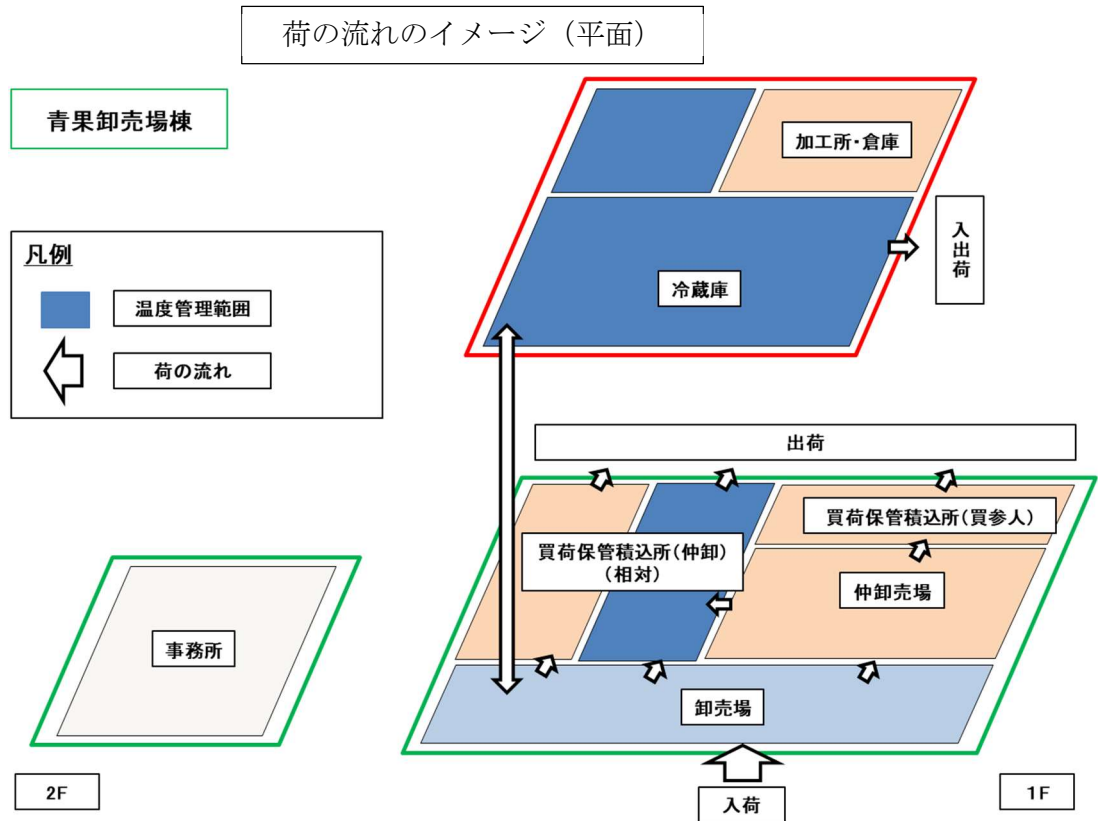 荷の流れのイメージ（平面）
青果卸売場棟
加工所・倉庫
入出荷
凡例
温度管理範囲
荷の流れ
冷蔵庫
出荷
買荷保管積込所(買参人)
買荷保管積込所(仲卸)
(相対)
仲卸売場
事務所
卸売場
2F
入荷
1F